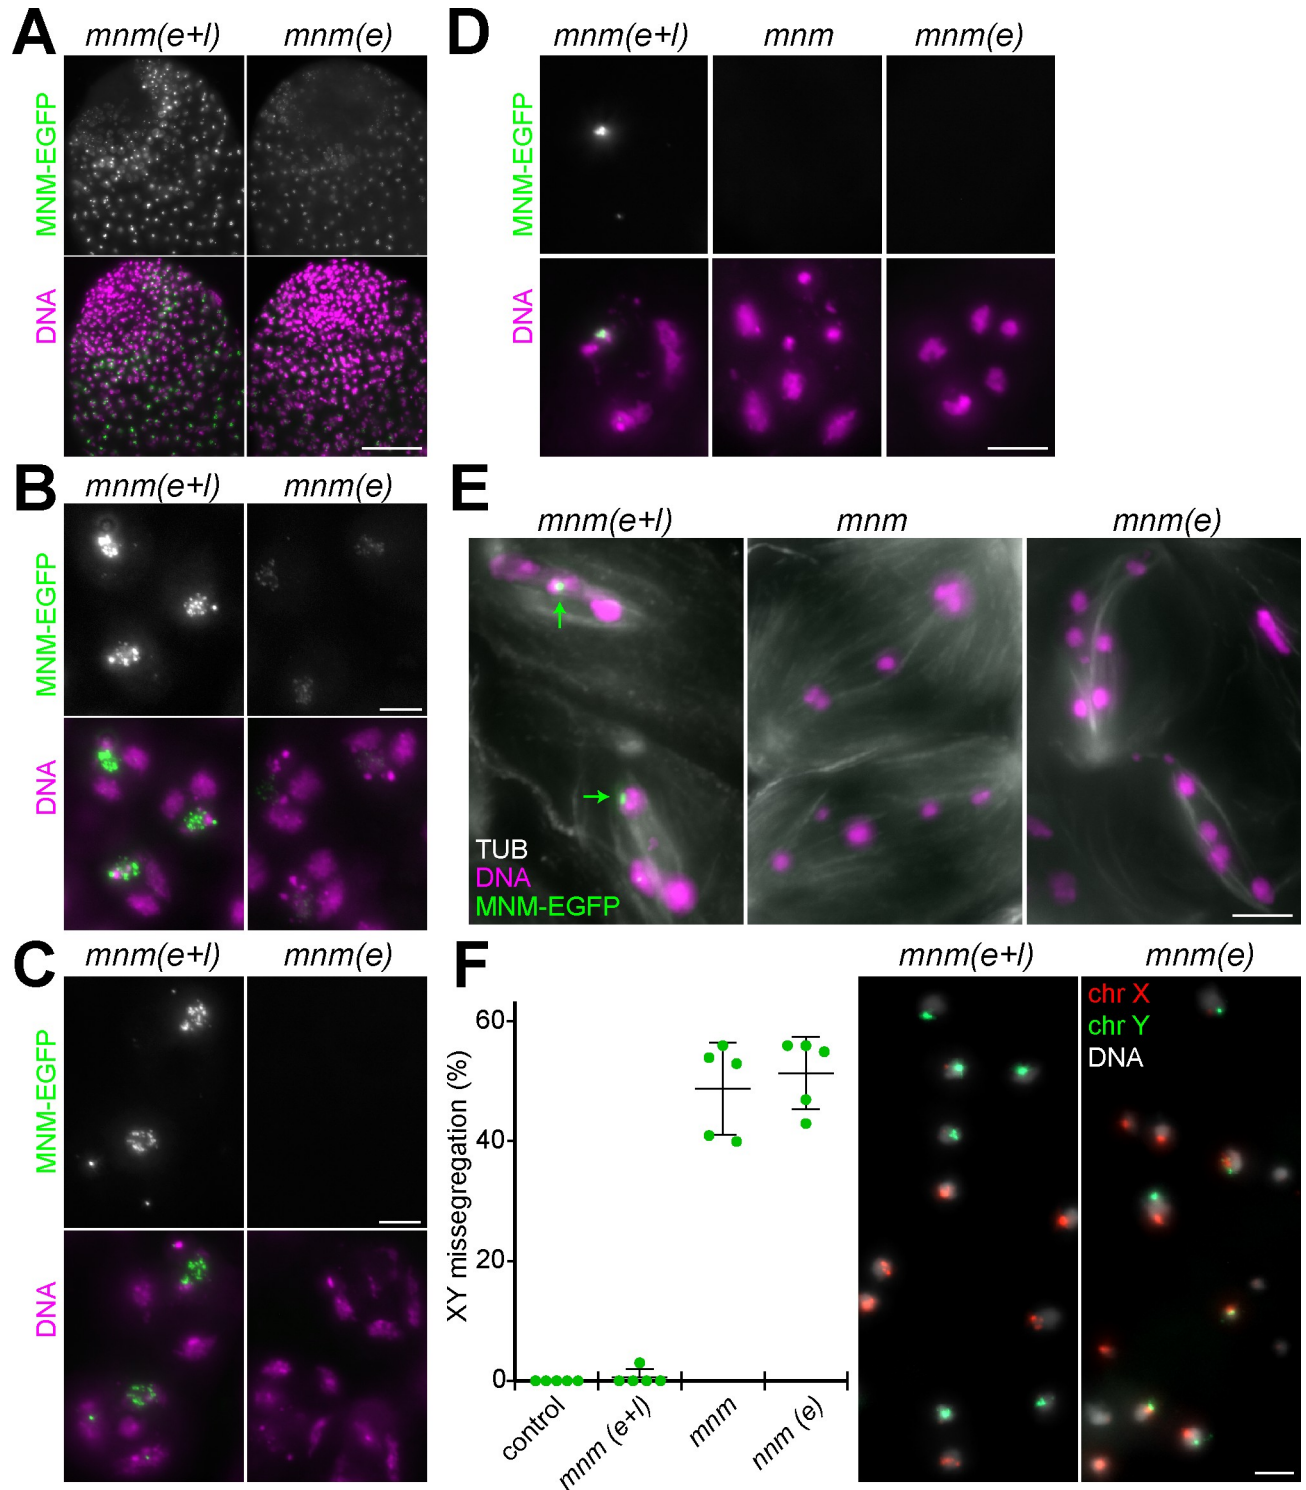 A
mnm(e+l)
mnm(e)
MNM-EGFP
DNA
B
mnm(e+l)
mnm(e)
MNM-EGFP
DNA
C
mnm(e+l)
mnm(e)
MNM-EGFP
DNA
D
mnm(e+l)
mnm
mnm(e)
MNM-EGFP
DNA
E
mnm(e+l)
mnm
mnm(e)
TUB
DNA
MNM-EGFP
F
XY missegregation (%)
60
40
20
0
control
mnm (e+l)
mnm
nnm (e)
mnm(e+l)
mnm(e)
chr X
chr Y
DNA